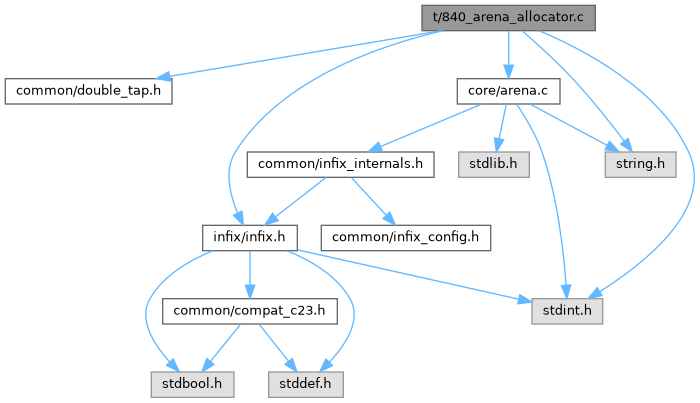 t/840_arena_allocator.c
common/double_tap.h
core/arena.c
common/infix_internals.h
stdlib.h
string.h
infix/infix.h
common/infix_config.h
common/compat_c23.h
stdint.h
stdbool.h
stddef.h